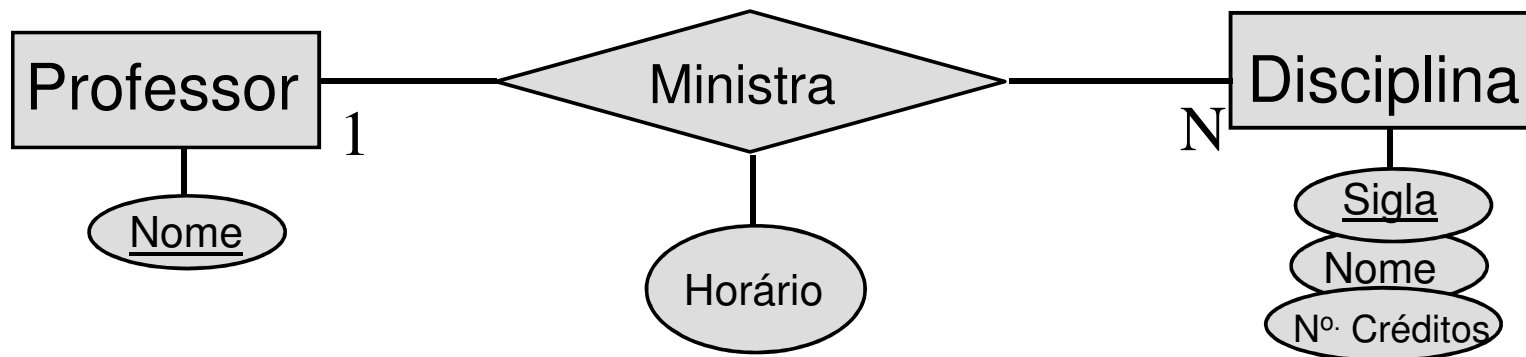 Professor
Ministra
Disciplina
1
N
Nome
Horário
Sigla
Nome
Nº. Créditos